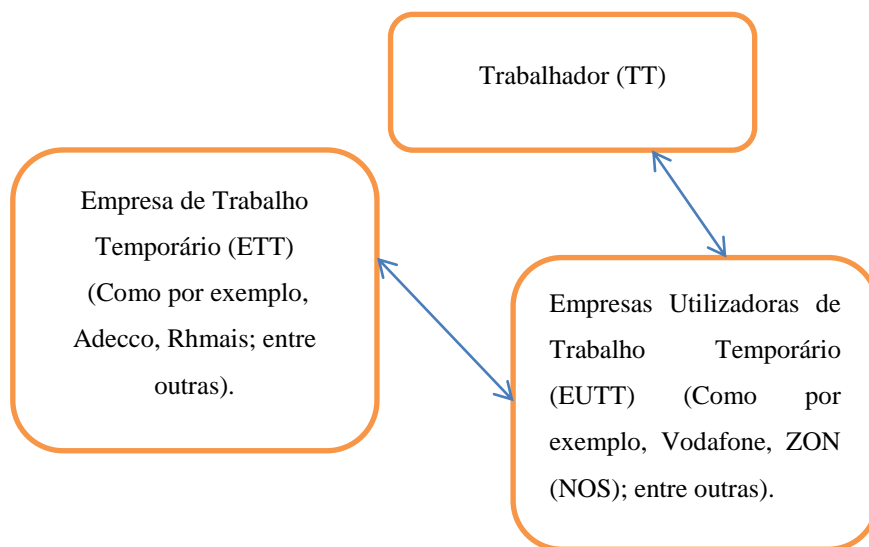 Trabalhador (TT)
Empresa de Trabalho
Temporário (ETT)
(Como por exemplo,
Adecco, Rhmais; entre
outras).
Empresas Utilizadoras de
Trabalho Temporário
(EUTT) (Como por
exemplo, Vodafone, ZON
(NOS); entre outras).